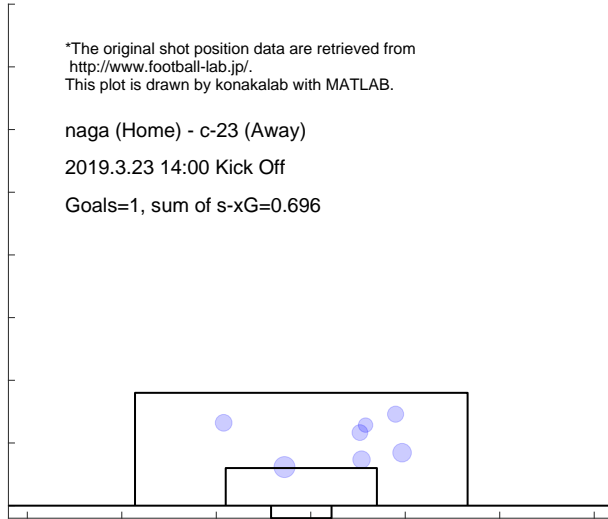 *The original shot position data are retrieved from
http://www.football-lab.jp/.
This plot is drawn by konakalab with MATLAB.
naga (Home) - c-23 (Away)
2019.3.23 14:00 Kick Off
Goals=1, sum of s-xG=0.696